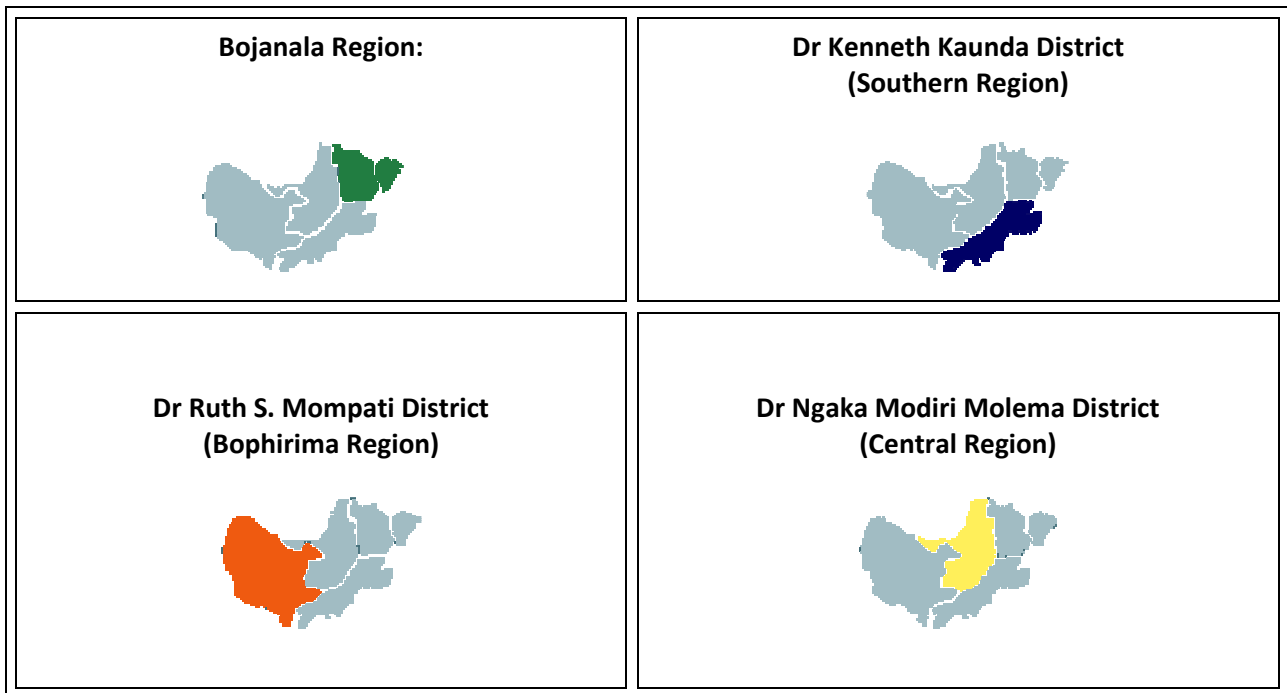 Bojanala Region:
Dr Kenneth Kaunda District
(Southern Region)
Dr Ruth S. Mompati District
(Bophirima Region)
Dr Ngaka Modiri Molema District
(Central Region)